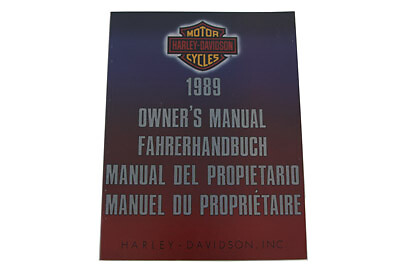 MOTOR
HARLEY-DAVIDSON
CYCLES
1989
OWNER'S MANUAL
FAHRERHANDBUCH
MANUAL DEL PROPIETARIO
MANUEL DU PROPRIÉTAIRE
HARLEY-DAVIDSON, INC.